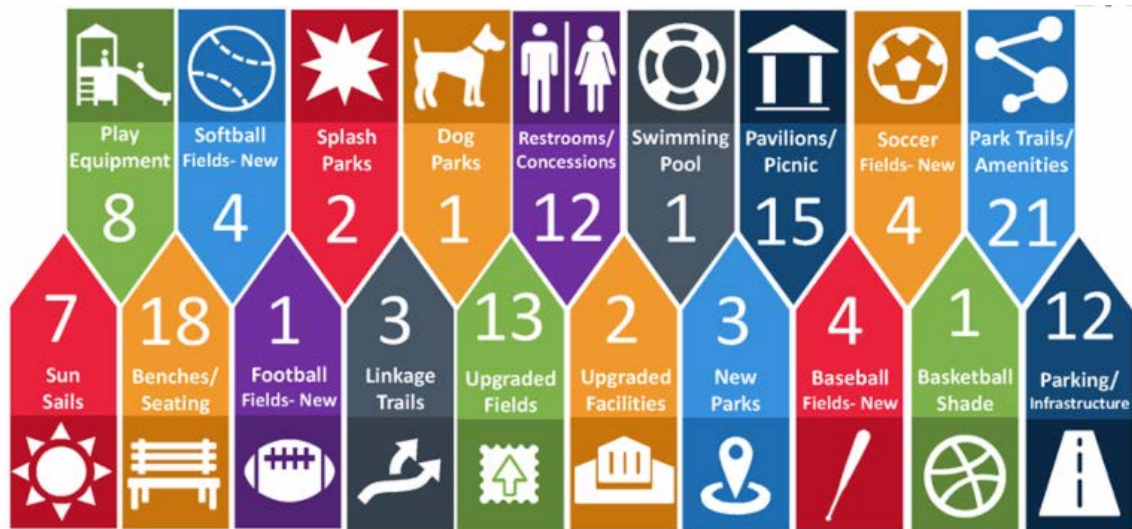 Play
Equipment
8
Softball
Fields- New
4
Splash
Parks
2
Dog
Parks
1
Restrooms/
Concessions
12
Swimming
Pool
1
Pavilions/
Picnic
15
Soccer
Fields- New
4
Park Trails/
Amenities
21
7
Sun
Sails
18
Benches/
Seating
1
Football
Fields- New
3
Linkage
Trails
13
Upgraded
Fields
2
Upgraded
Facilities
3
New
Parks
4
Baseball
Fields- New
1
Basketball
Shade
12
Parking/
Infrastructure